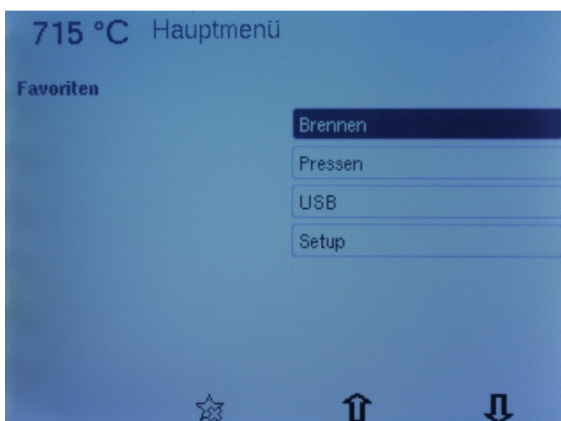 715 °C Hauptmenü
Favoriten
Brennen
Pressen
USB
Setup